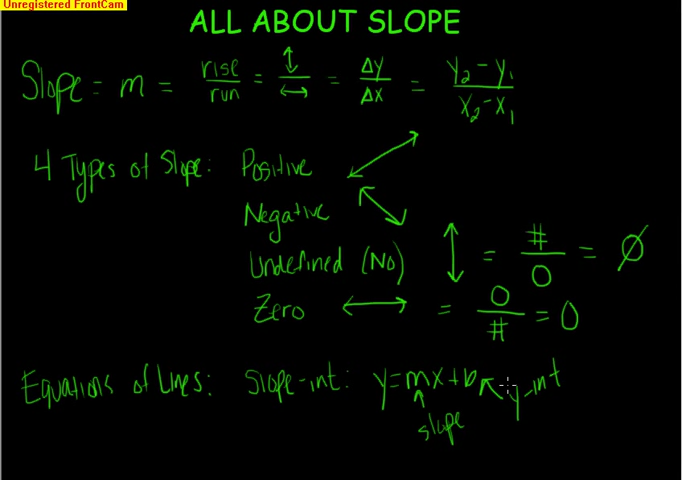 Unregistered FrontCam
ALL ABOUT SLOPE
Slope = m = rise/run = ↕/↔ = Δy/Δx = y₂-y₁/x₂-x₁
4 Types of Slope: Positive
Negative
Undefined (No) ↕ = #/0 = Ø
Zero ↔ = 0/# = 0
Equations of Lines: Slope-int: y=mx+b y-int
slope